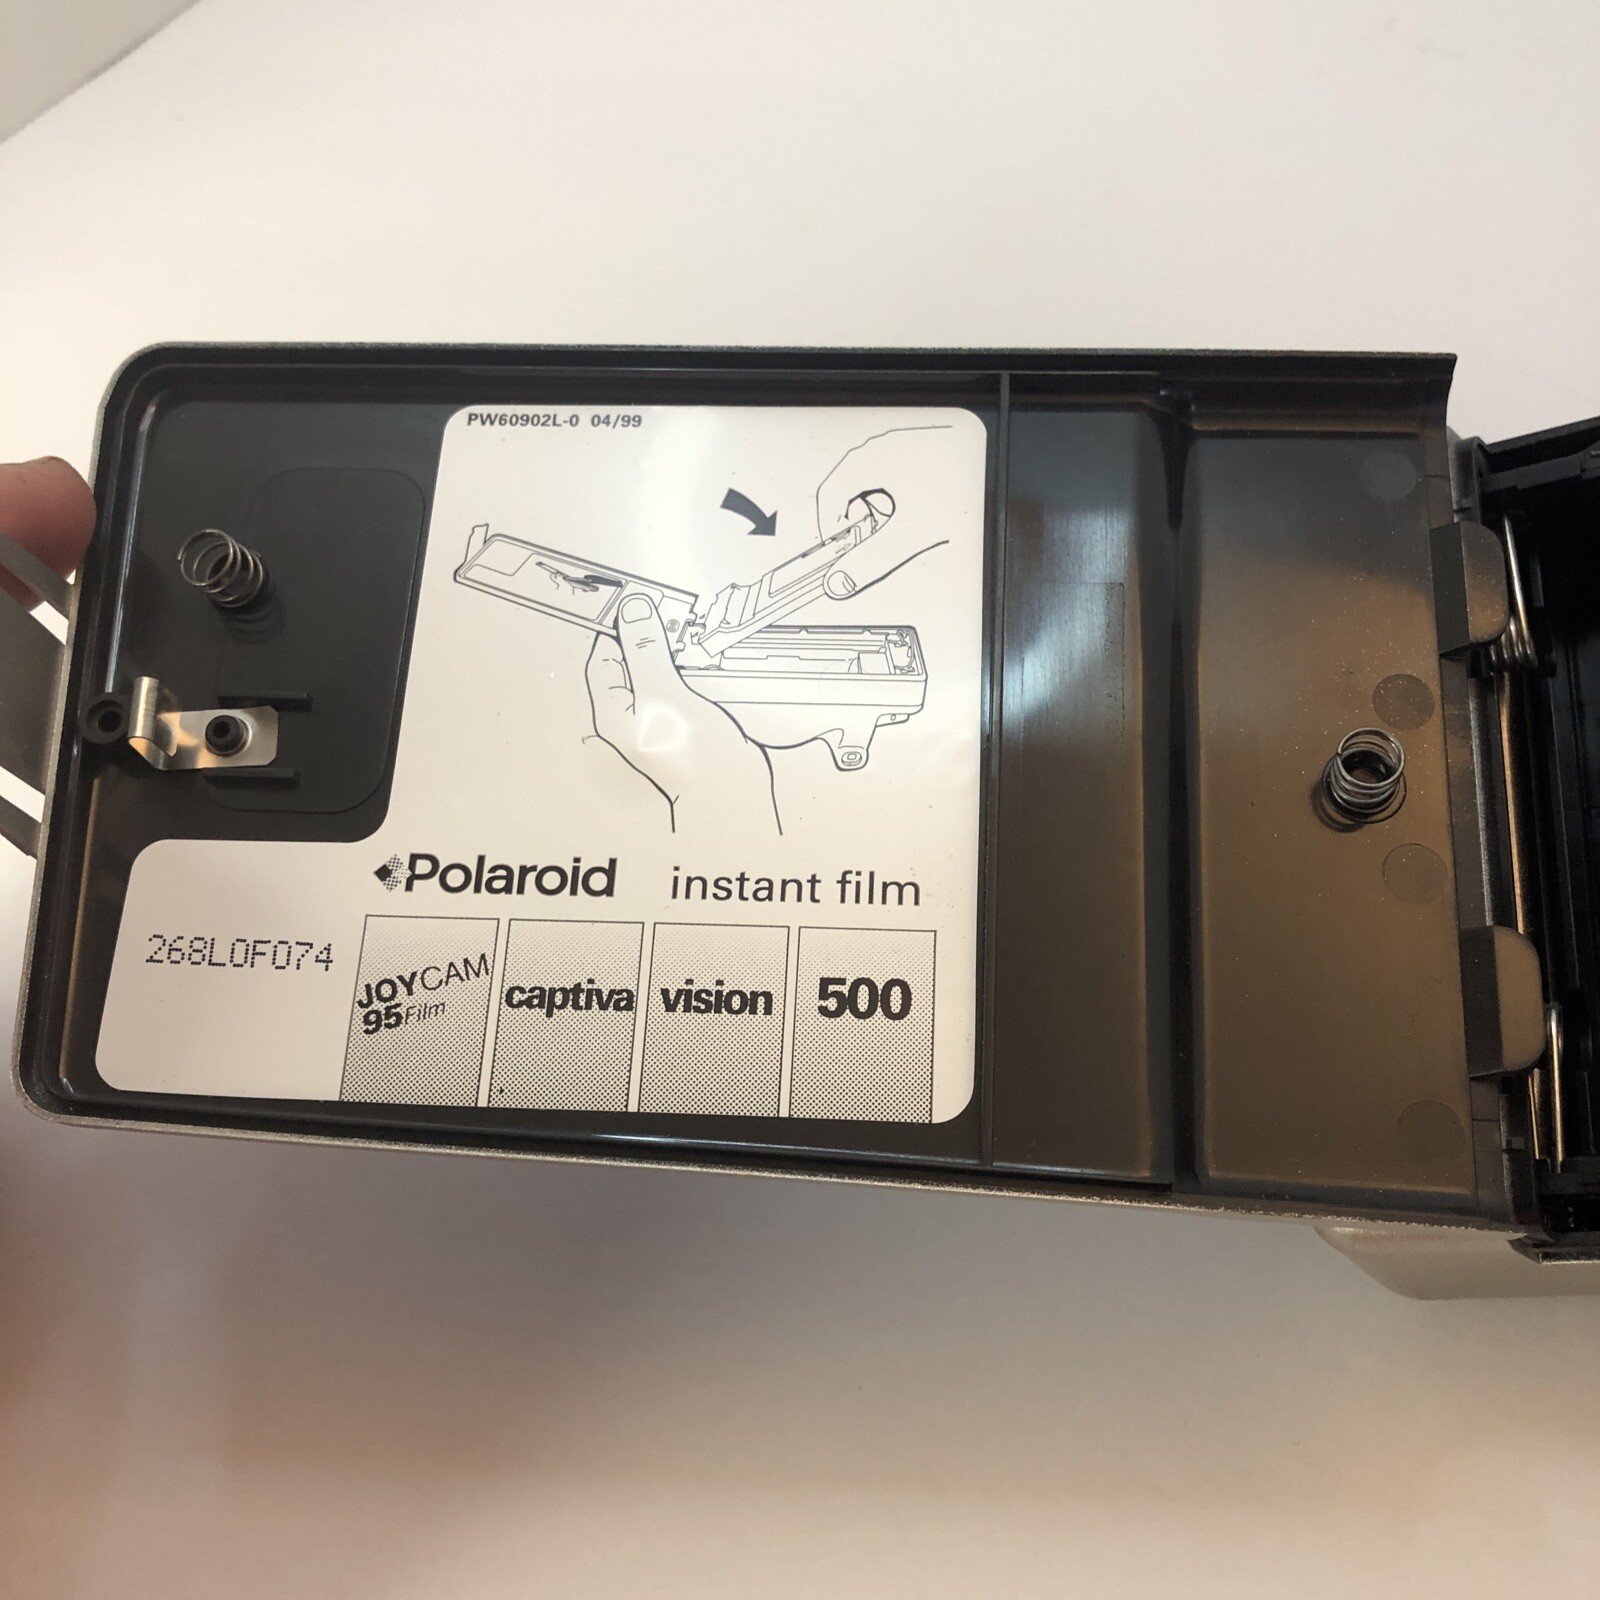 PW60902L-0 04/99
Polaroid instant film
268L0F074
JOYCAM
95 Film
captiva
vision
500